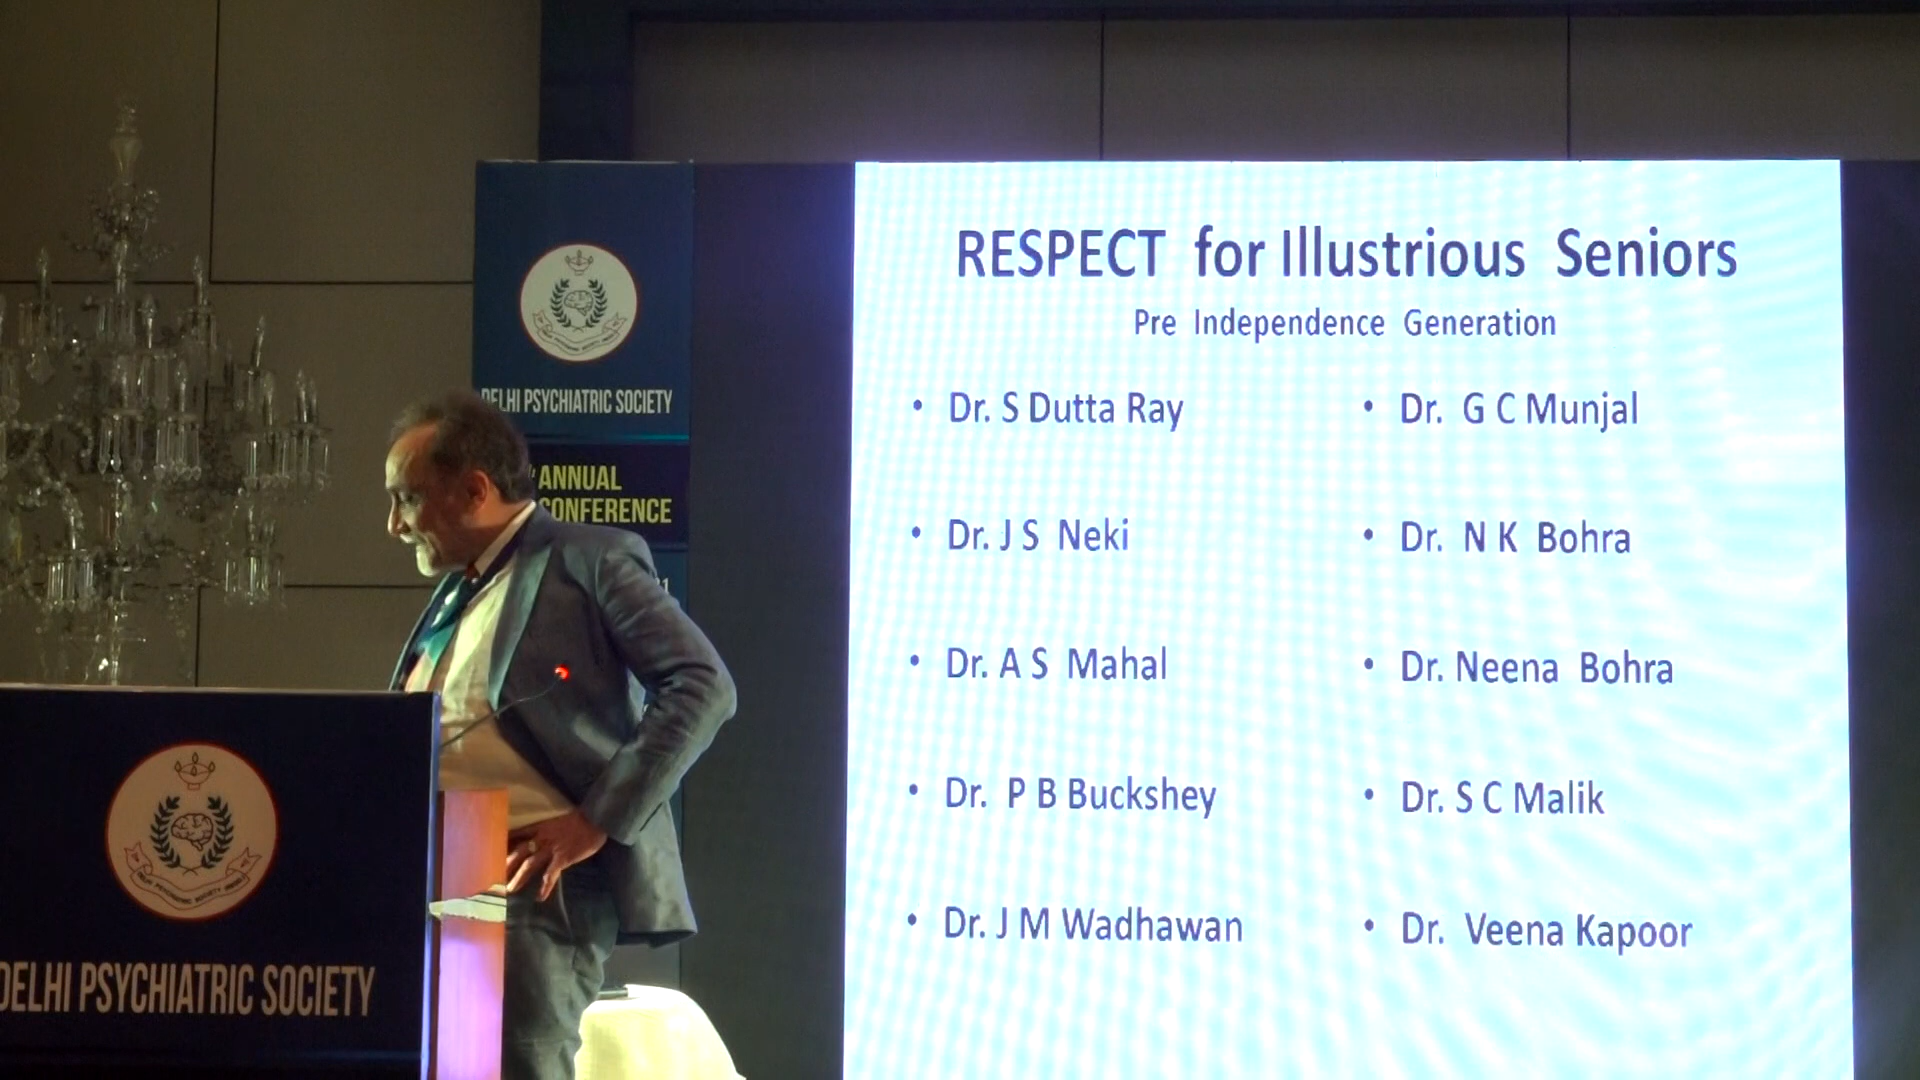 RESPECT for Illustrious Seniors
Pre Independence Generation
• Dr. S Dutta Ray
• Dr. J S Neki
• Dr. A S Mahal
• Dr. P B Buckshey
• Dr. J M Wadhawan
• Dr. G C Munjal
• Dr. N K Bohra
• Dr. Neena Bohra
• Dr. S C Malik
• Dr. Veena Kapoor
DELHI PSYCHIATRIC SOCIETY
ANNUAL
CONFERENCE
DELHI PSYCHIATRIC SOCIETY